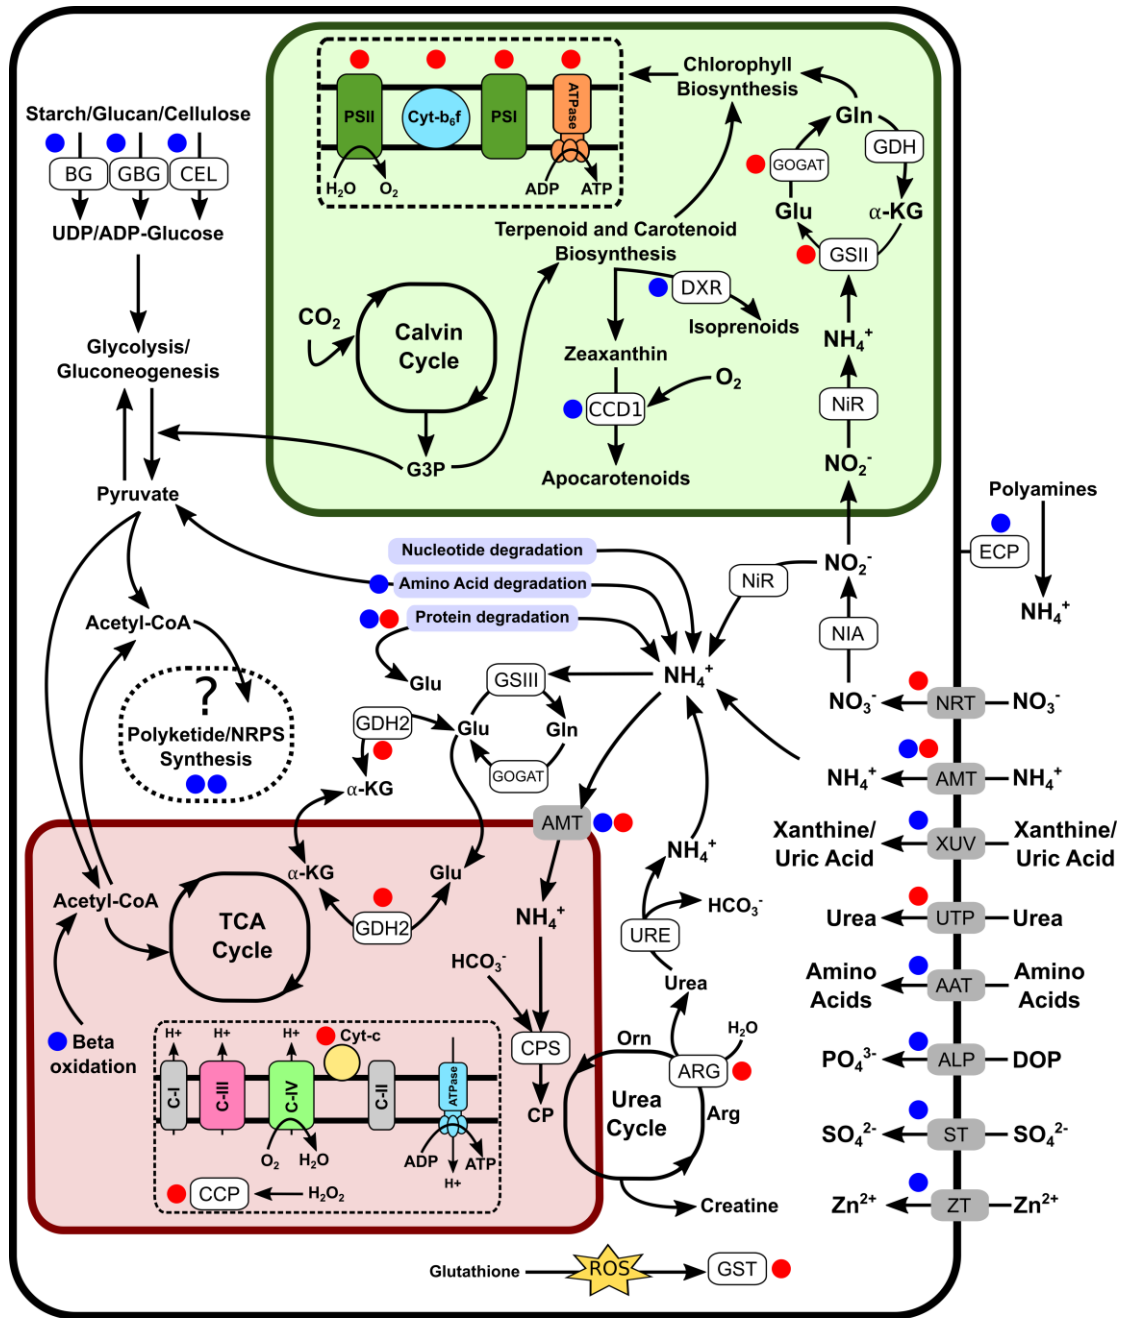 Starch/Glucan/Cellulose
BG
GBG
CEL
UDP/ADP-Glucose
Glycolysis/
Gluconeogenesis
Pyruvate
Acetyl-CoA
?
Polyketide/NRPS
Synthesis
PSII
Cyt-b₆f
PSI
ATPase
H₂O
O₂
ADP
ATP
Chlorophyll
Biosynthesis
Gln
GDH
GOGAT
Glu
α-KG
GSII
NH₄⁺
NiR
NO₂⁻
Terpenoid and Carotenoid
Biosynthesis
DXR
Isoprenoids
Zeaxanthin
O₂
CCD1
Apocarotenoids
CO₂
Calvin
Cycle
G3P
Nucleotide degradation
Amino Acid degradation
Protein degradation
Glu
NH₄⁺
NiR
NO₂⁻
NIA
NO₃⁻
GSIII
Glu
Gln
GOGAT
GDH2
α-KG
AMT
Polyamines
ECP
NH₄⁺
NRT
NO₃⁻
NH₄⁺
AMT
NH₄⁺
Xanthine/
Uric Acid
XUV
Xanthine/
Uric Acid
Urea
UTP
Urea
Amino
Acids
AAT
Amino
Acids
PO₄³⁻
ALP
DOP
SO₄²⁻
ST
SO₄²⁻
Zn²⁺
ZT
Zn²⁺
Acetyl-CoA
TCA
Cycle
α-KG
Glu
GDH2
NH₄⁺
HCO₃⁻
CPS
CP
Beta
oxidation
H+
H+
H+
Cyt-c
C-I
C-III
C-IV
C-II
ATPase
O₂
H₂O
ADP
ATP
H+
CCP
H₂O₂
NH₄⁺
HCO₃⁻
URE
Urea
Orn
H₂O
ARG
Urea
Cycle
Arg
Creatine
Glutathione
ROS
GST